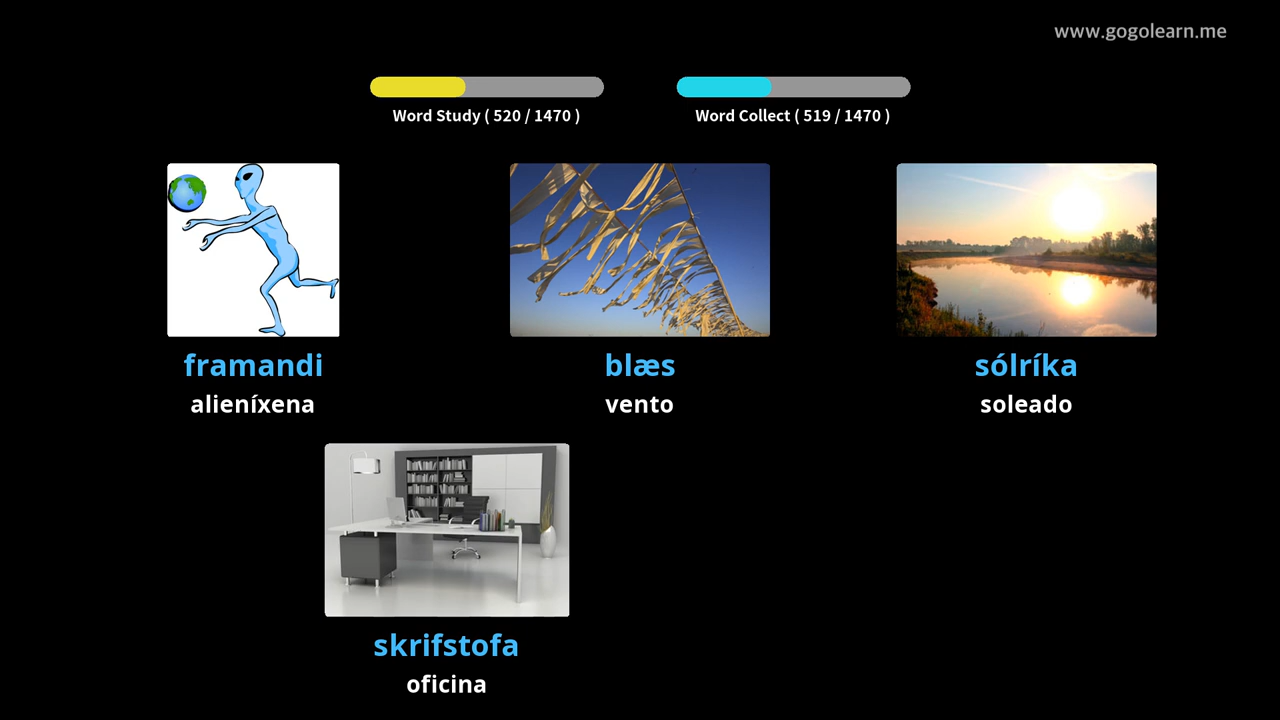 www.gogolearn.me
Word Study ( 520 / 1470 )
Word Collect ( 519 / 1470 )
framandi
alieníxena
blæs
vento
sólríka
soleado
skrifstofa
oficina